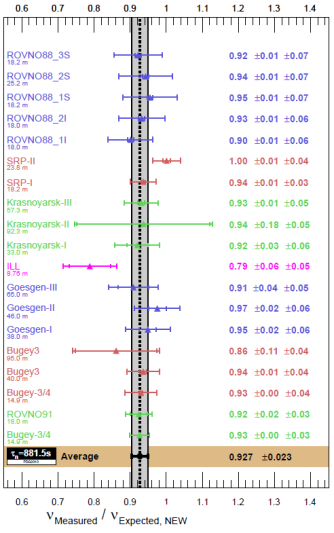 0.6 0.7 0.8 0.9 1 1.1 1.2 1.3 1.4
ROVNO88_3S 0.92 ±0.01 ±0.07
18.2 m
ROVNO88_2S 0.94 ±0.01 ±0.07
25.2 m
ROVNO88_1S 0.95 ±0.01 ±0.07
18.2 m
ROVNO88_2I 0.93 ±0.01 ±0.06
18.0 m
ROVNO88_1I 0.90 ±0.01 ±0.06
18.0 m
SRP-II 1.00 ±0.01 ±0.04
23.8 m
SRP-I 0.94 ±0.01 ±0.03
18.2 m
Krasnoyarsk-III 0.93 ±0.01 ±0.05
57.3 m
Krasnoyarsk-II 0.94 ±0.18 ±0.05
92.3 m
Krasnoyarsk-I 0.92 ±0.03 ±0.06
33.0 m
ILL 0.79 ±0.06 ±0.05
8.76 m
Goesgen-III 0.91 ±0.04 ±0.05
65.0 m
Goesgen-II 0.97 ±0.02 ±0.06
46.0 m
Goesgen-I 0.95 ±0.02 ±0.06
38.0 m
Bugey3 0.86 ±0.11 ±0.04
95.0 m
Bugey3 0.94 ±0.01 ±0.04
40.0 m
Bugey-3/4 0.93 ±0.00 ±0.04
14.9 m
ROVNO91 0.92 ±0.02 ±0.03
18.0 m
Bugey-3/4 0.93 ±0.00 ±0.03
14.9 m
τn=881.5s Average 0.927 ±0.023
0.6 0.7 0.8 0.9 1 1.1 1.2 1.3 1.4
νMeasured / νExpected, NEW